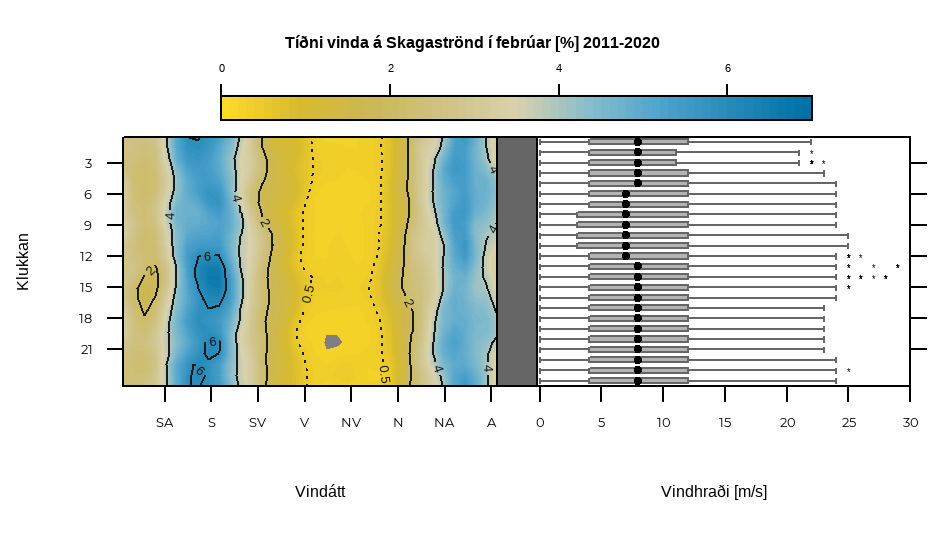 Tíðni vinda á Skagaströnd í febrúar [%] 2011-2020
0 2 4 6
Klukkan
3
6
9
12
15
18
21
4 4 2 4
4
6
2
0.5 2
6
6 4 0.5 4
SA S SV V NV N NA A 0 5 10 15 20 25 30
Vindátt Vindhraði [m/s]